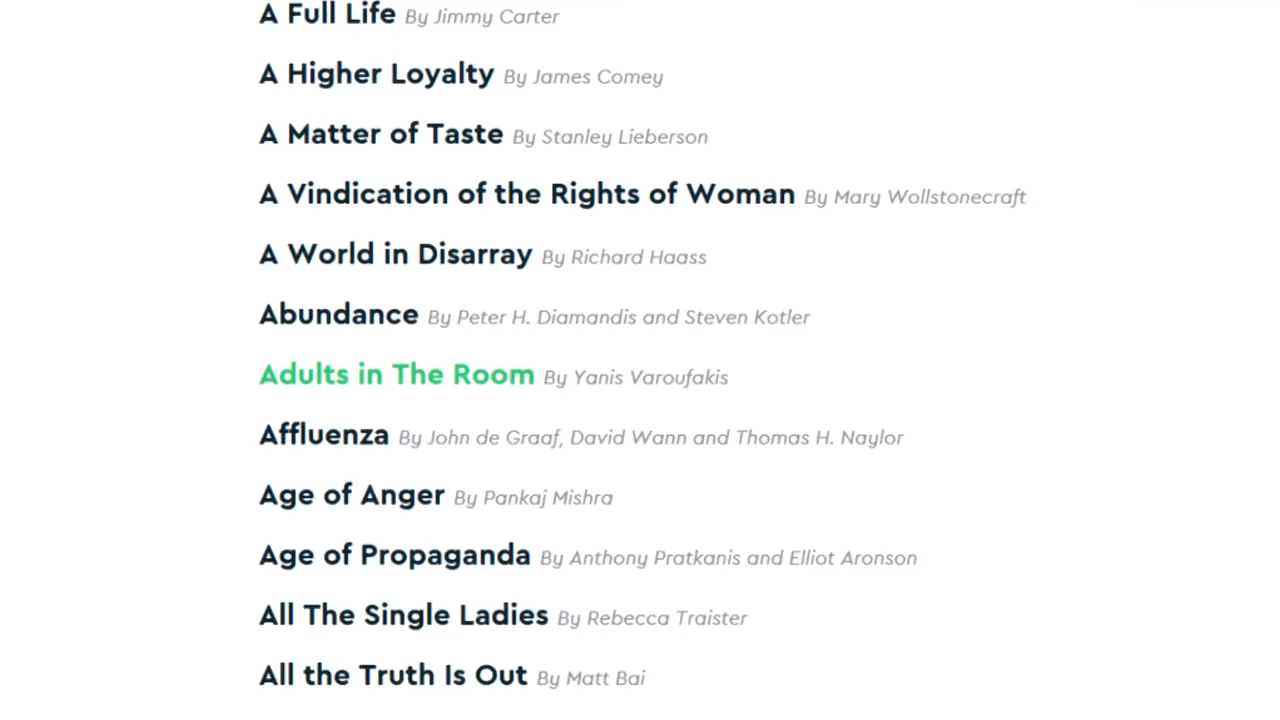 A Full Life By Jimmy Carter
A Higher Loyalty By James Comey
A Matter of Taste By Stanley Lieberson
A Vindication of the Rights of Woman By Mary Wollstonecraft
A World in Disarray By Richard Haass
Abundance By Peter H. Diamandis and Steven Kotler
Adults in The Room By Yanis Varoufakis
Affluenza By John de Graaf, David Wann and Thomas H. Naylor
Age of Anger By Pankaj Mishra
Age of Propaganda By Anthony Pratkanis and Elliot Aronson
All The Single Ladies By Rebecca Traister
All the Truth Is Out By Matt Bai